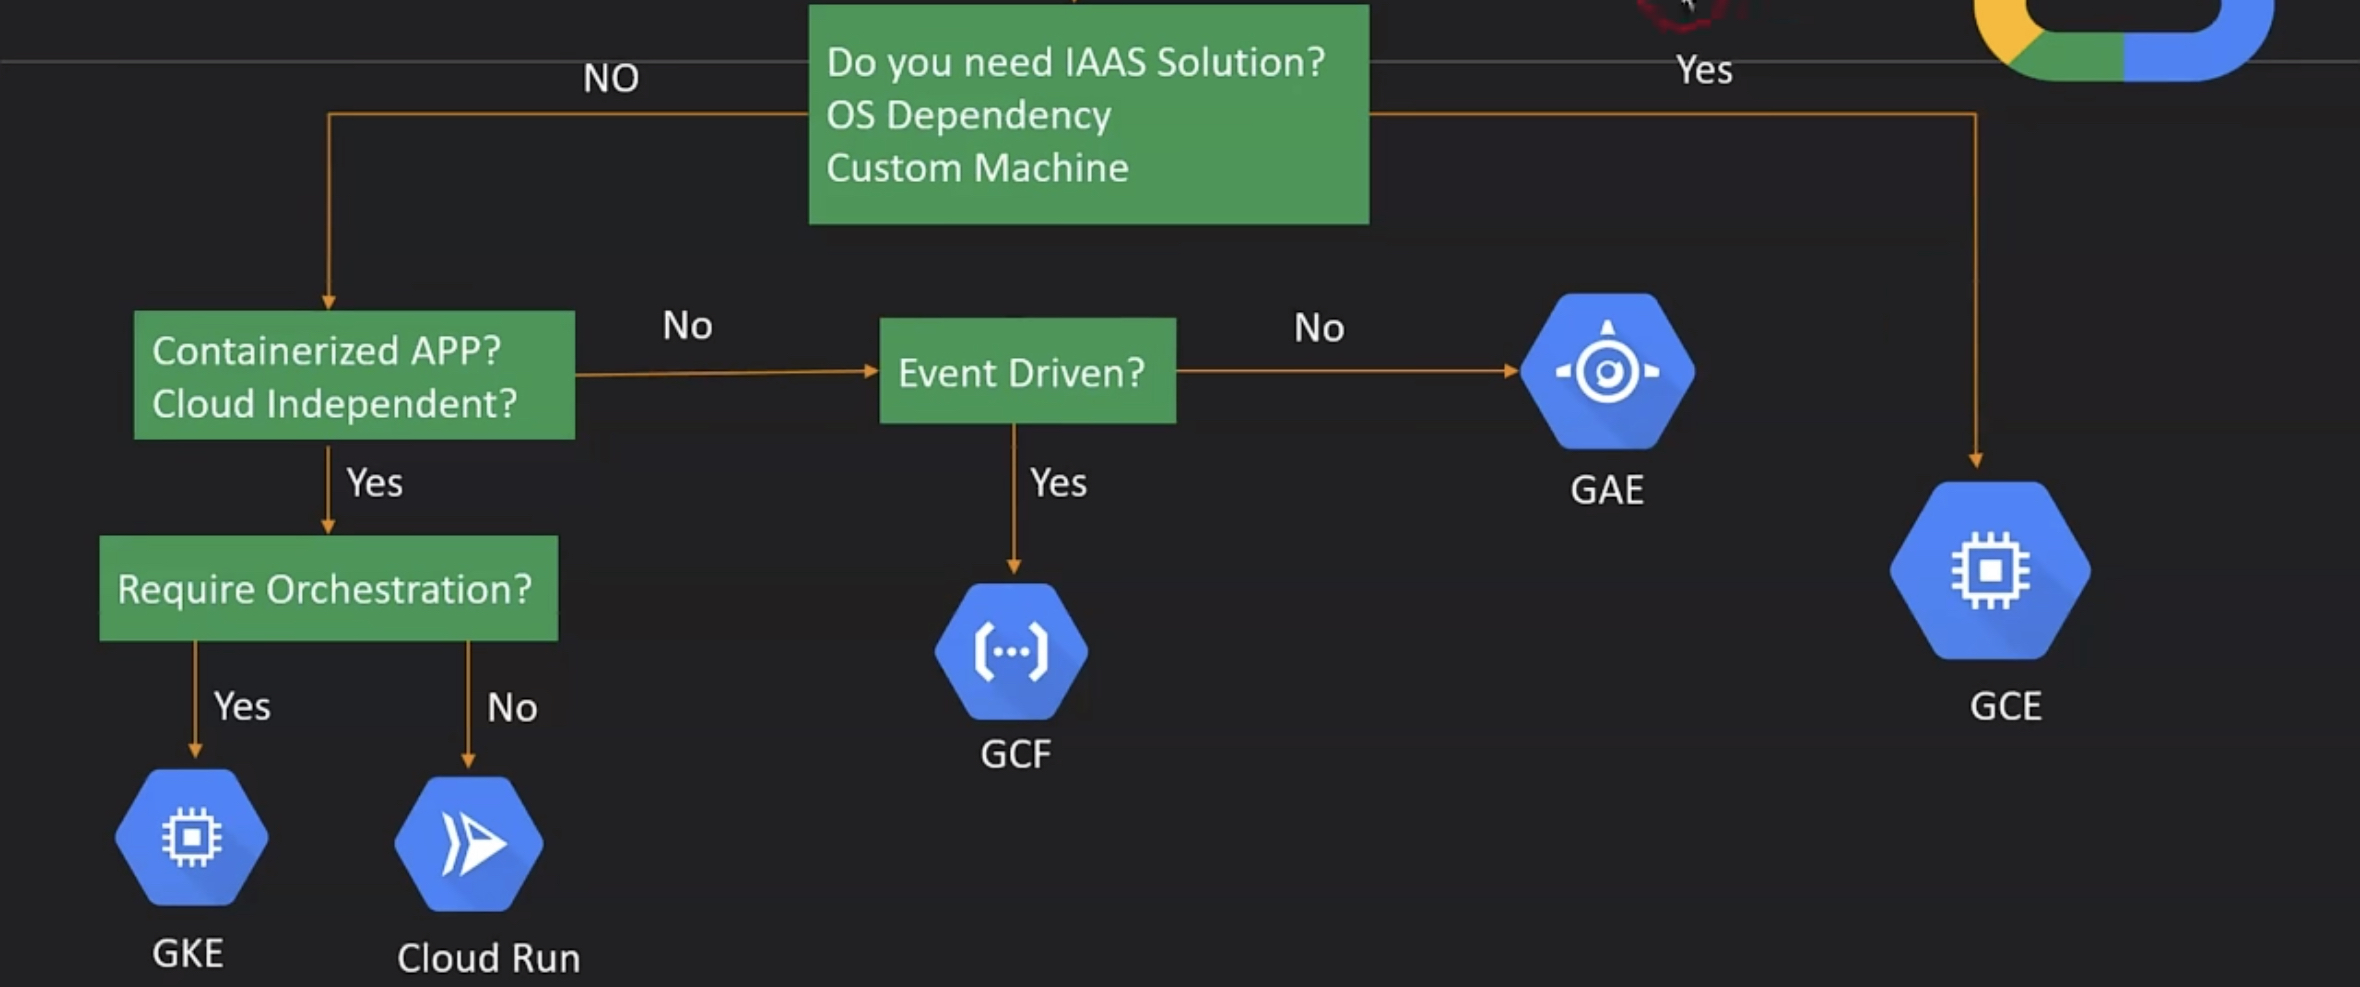 Do you need IAAS Solution?
OS Dependency
Custom Machine
NO
Yes
Containerized APP?
Cloud Independent?
No
Event Driven?
No
GAE
Yes
Yes
Require Orchestration?
Yes
No
GCF
GCE
GKE
Cloud Run